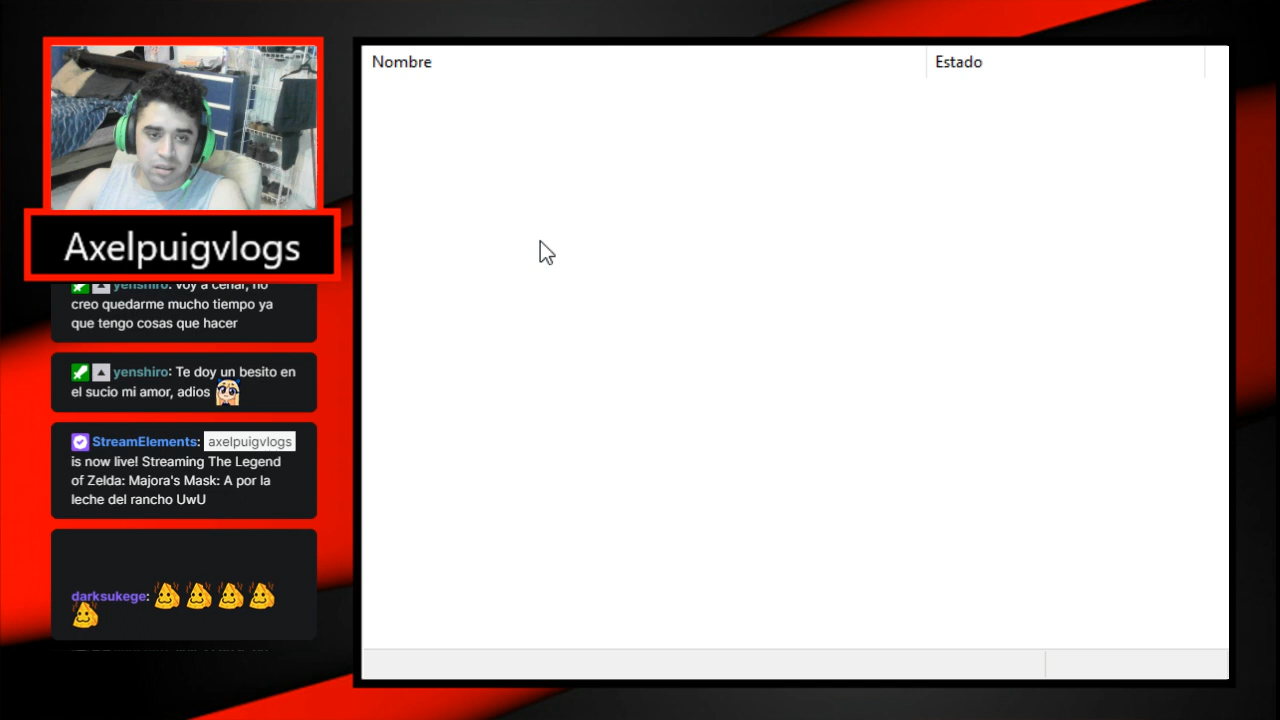 Nombre
Estado
Axelpuigvlogs
yenshiro: voy a cenar, no
creo quedarme mucho tiempo ya
que tengo cosas que hacer
yenshiro: Te doy un besito en
el sucio mi amor, adios
StreamElements: axelpuigvlogs
is now live! Streaming The Legend
of Zelda: Majora's Mask: A por la
leche del rancho UwU
darksukege: